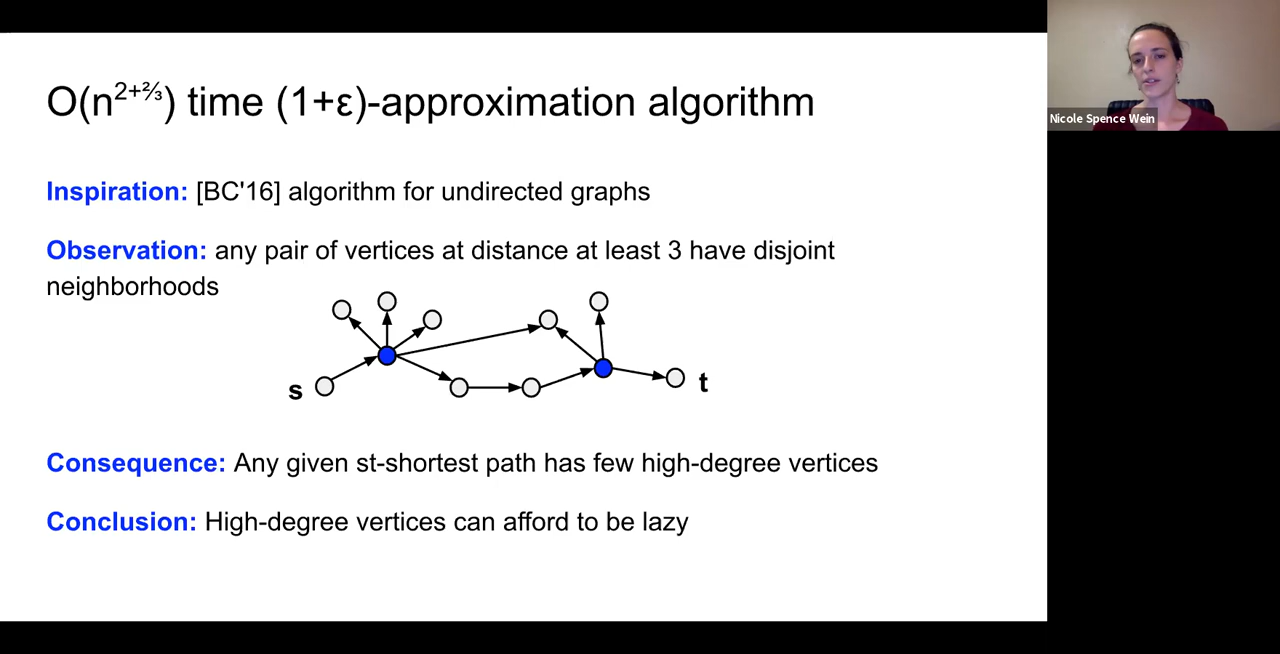 O(n²⁺⅔) time (1+ε)-approximation algorithm
Inspiration: [BC'16] algorithm for undirected graphs
Observation: any pair of vertices at distance at least 3 have disjoint
neighborhoods
s
t
Consequence: Any given st-shortest path has few high-degree vertices
Conclusion: High-degree vertices can afford to be lazy
Nicole Spence Wein